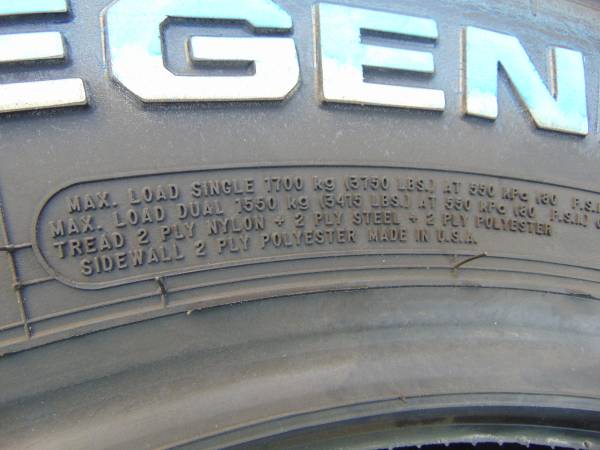 EGEN
MAX. LOAD SINGLE 1700 kg (3750 LBS.) AT 550 KPa (80 P.S.I.
MAX. LOAD DUAL 1550 kg (3415 LBS.) AT 550 KPa (80 P.S.I.)
TREAD 2 PLY NYLON + 2 PLY STEEL + 2 PLY POLYESTER
SIDEWALL 2 PLY POLYESTER MADE IN U.S.A.